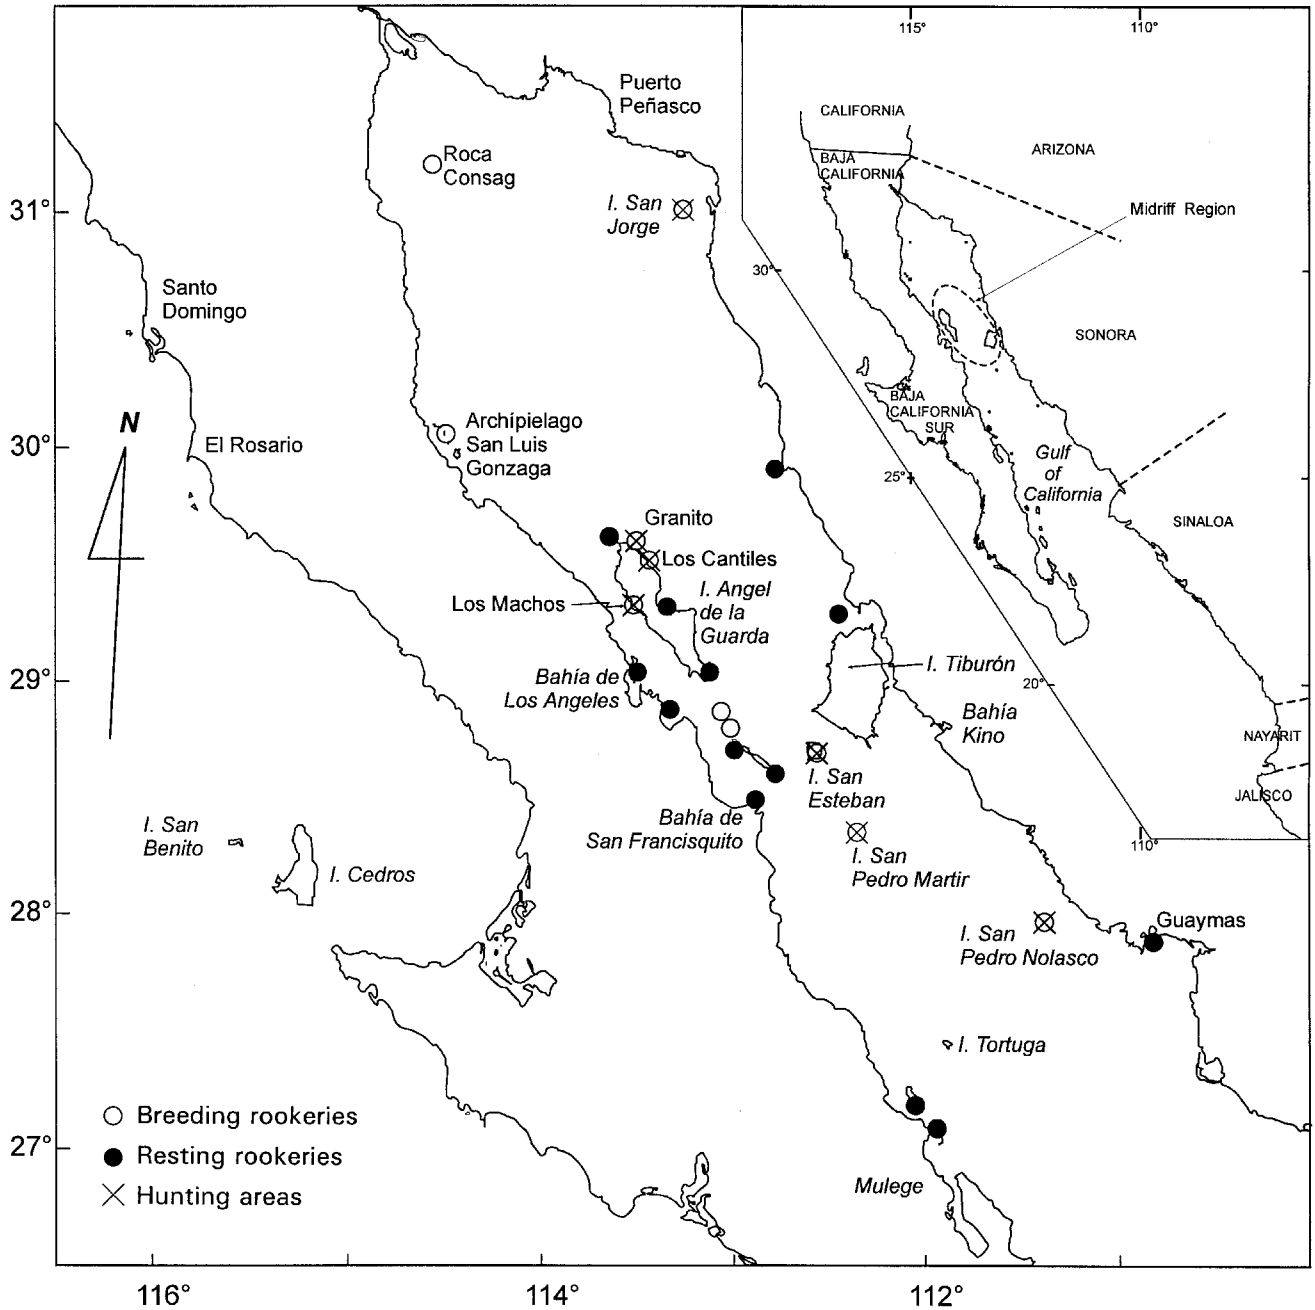 115°
110°
Puerto
Peñasco
CALIFORNIA
ARIZONA
BAJA
CALIFORNIA
Roca
Consag
I. San
Jorge
31°
Midriff Region
30°
Santo
Domingo
SONORA
N
Archípielago
San Luis
Gonzaga
El Rosario
30°
BAJA
CALIFORNIA
SUR
Gulf
of
California
25°
SINALOA
Granito
Los Cantiles
I. Angel
de la
Guarda
Los Machos
29°
Bahía de
Los Angeles
I. Tiburón
20°
Bahía
Kino
NAYARIT
I. San
Esteban
JALISCO
Bahía de
San Francisquito
110°
I. San
Benito
I. Cedros
I. San
Pedro Martir
28°
Guaymas
I. San
Pedro Nolasco
I. Tortuga
Breeding rookeries
27°
Resting rookeries
Hunting areas
Mulege
116°
114°
112°